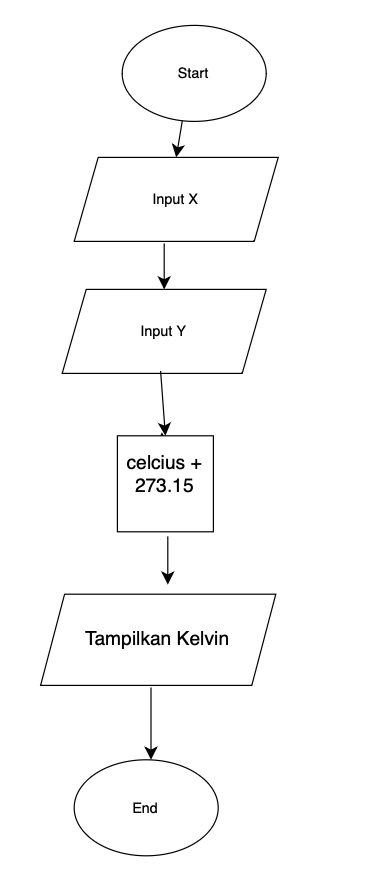 Start
Input X
Input Y
celcius +
273.15
Tampilkan Kelvin
End